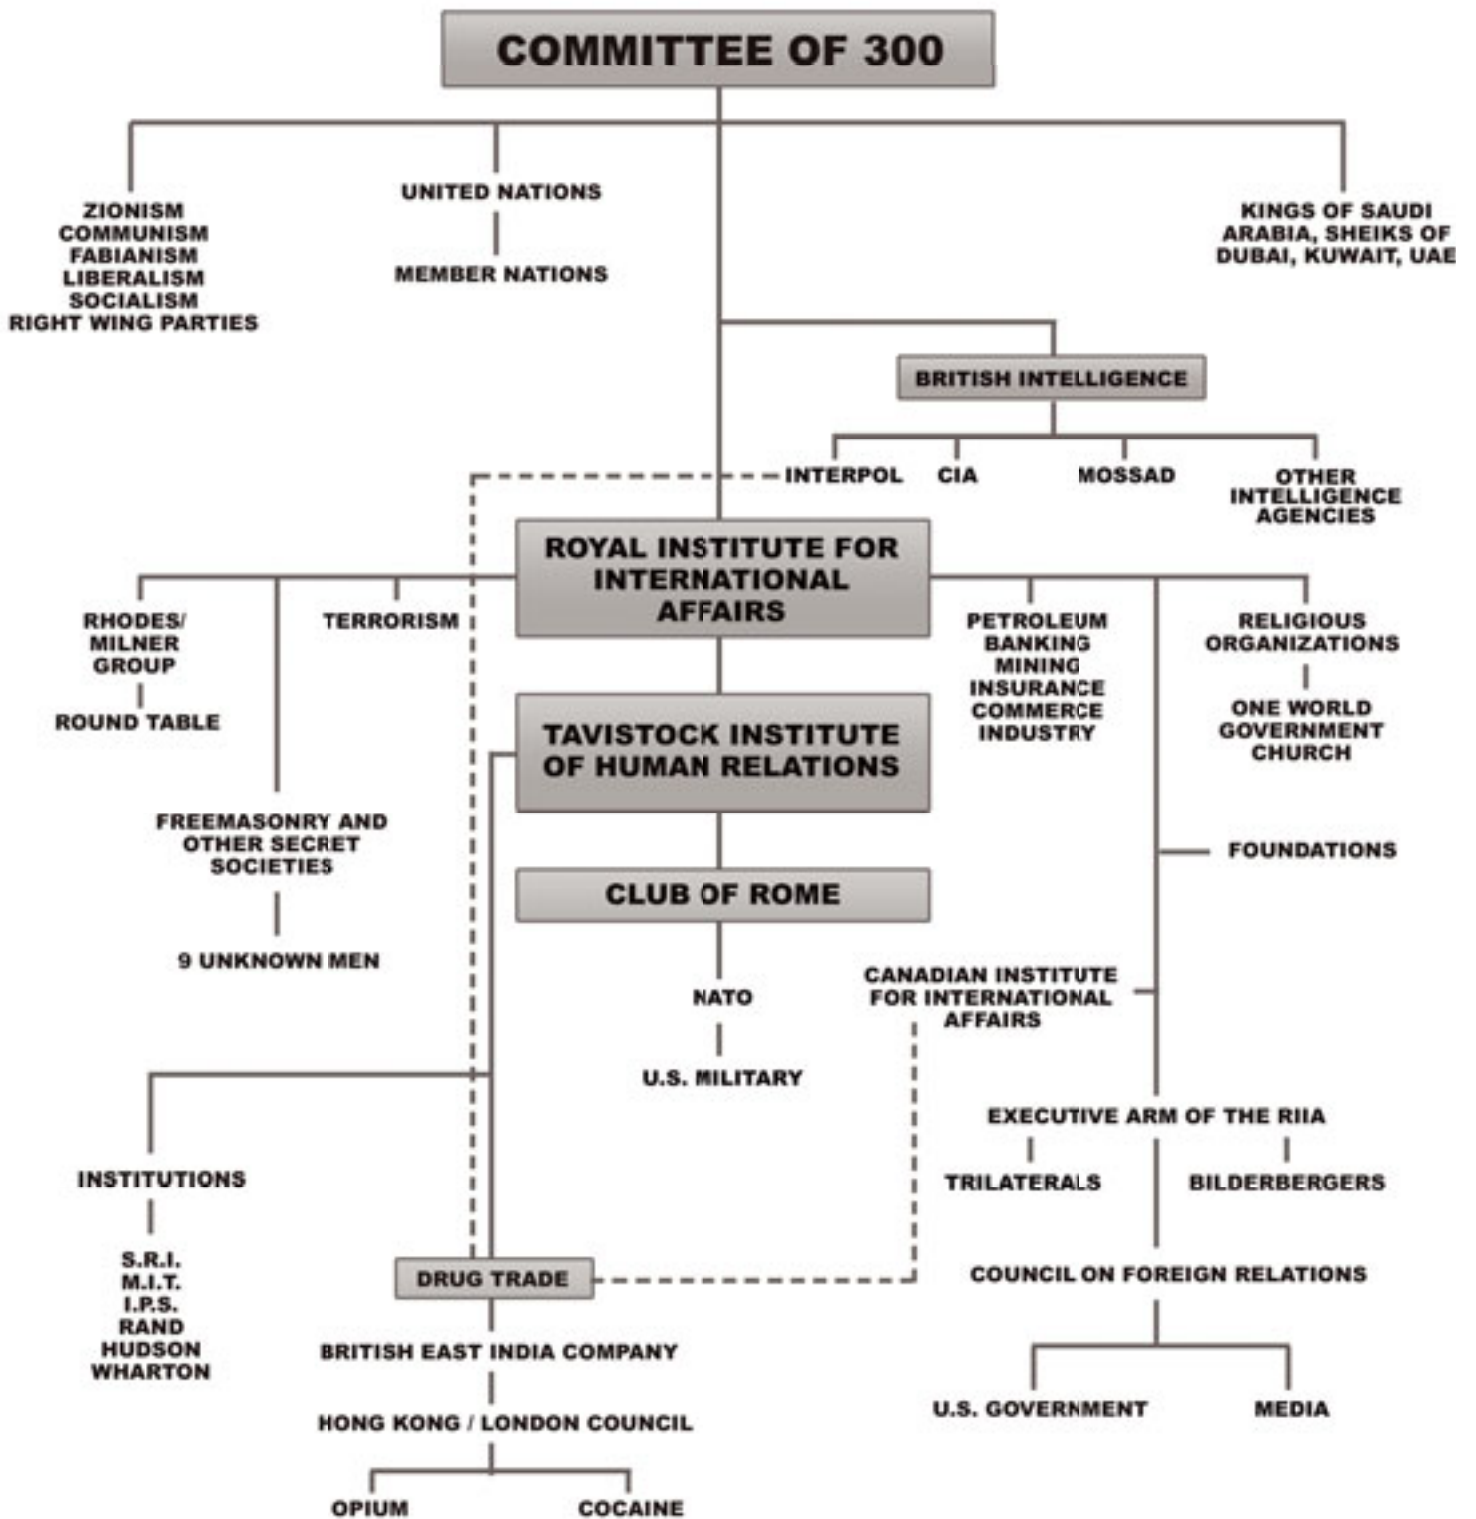 COMMITTEE OF 300
ZIONISM
COMMUNISM
FABIANISM
LIBERALISM
SOCIALISM
RIGHT WING PARTIES
UNITED NATIONS
MEMBER NATIONS
KINGS OF SAUDI
ARABIA, SHEIKS OF
DUBAI, KUWAIT, UAE
BRITISH INTELLIGENCE
INTERPOL
CIA
MOSSAD
OTHER
INTELLIGENCE
AGENCIES
ROYAL INSTITUTE FOR
INTERNATIONAL
AFFAIRS
RHODES/
MILNER
GROUP
ROUND TABLE
TERRORISM
FREEMASONRY AND
OTHER SECRET
SOCIETIES
9 UNKNOWN MEN
PETROLEUM
BANKING
MINING
INSURANCE
COMMERCE
INDUSTRY
RELIGIOUS
ORGANIZATIONS
ONE WORLD
GOVERNMENT
CHURCH
TAVISTOCK INSTITUTE
OF HUMAN RELATIONS
FOUNDATIONS
CLUB OF ROME
NATO
U.S. MILITARY
CANADIAN INSTITUTE
FOR INTERNATIONAL
AFFAIRS
EXECUTIVE ARM OF THE RIIA
TRILATERALS
BILDERBERGERS
COUNCIL ON FOREIGN RELATIONS
U.S. GOVERNMENT
MEDIA
INSTITUTIONS
S.R.I.
M.I.T.
I.P.S.
RAND
HUDSON
WHARTON
DRUG TRADE
BRITISH EAST INDIA COMPANY
HONG KONG / LONDON COUNCIL
OPIUM
COCAINE